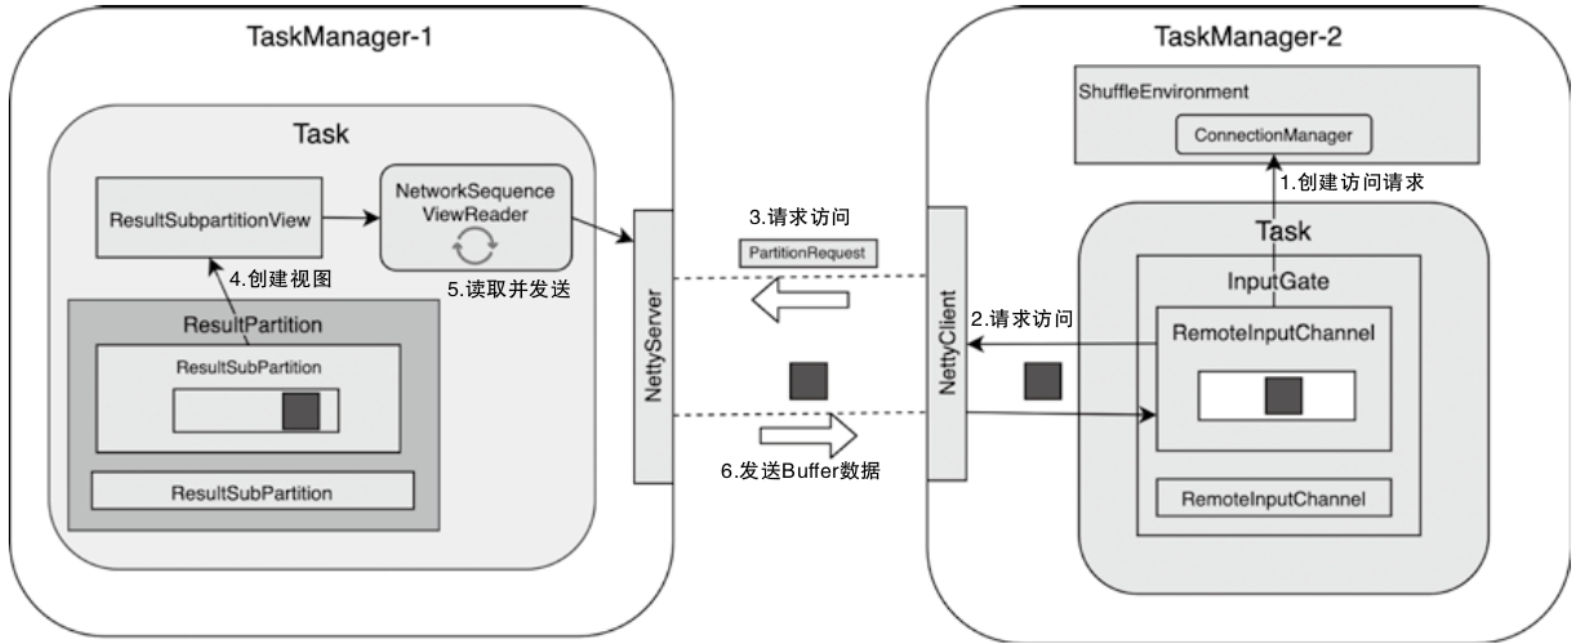 TaskManager-1
Task
ResultSubpartitionView
NetworkSequence
ViewReader
4.创建视图
5.读取并发送
ResultPartition
ResultSubPartition
ResultSubPartition
NettyServer
3.请求访问
PartitionRequest
6.发送Buffer数据
TaskManager-2
ShuffleEnvironment
ConnectionManager
1.创建访问请求
Task
InputGate
NettyClient
2.请求访问
RemoteInputChannel
RemoteInputChannel